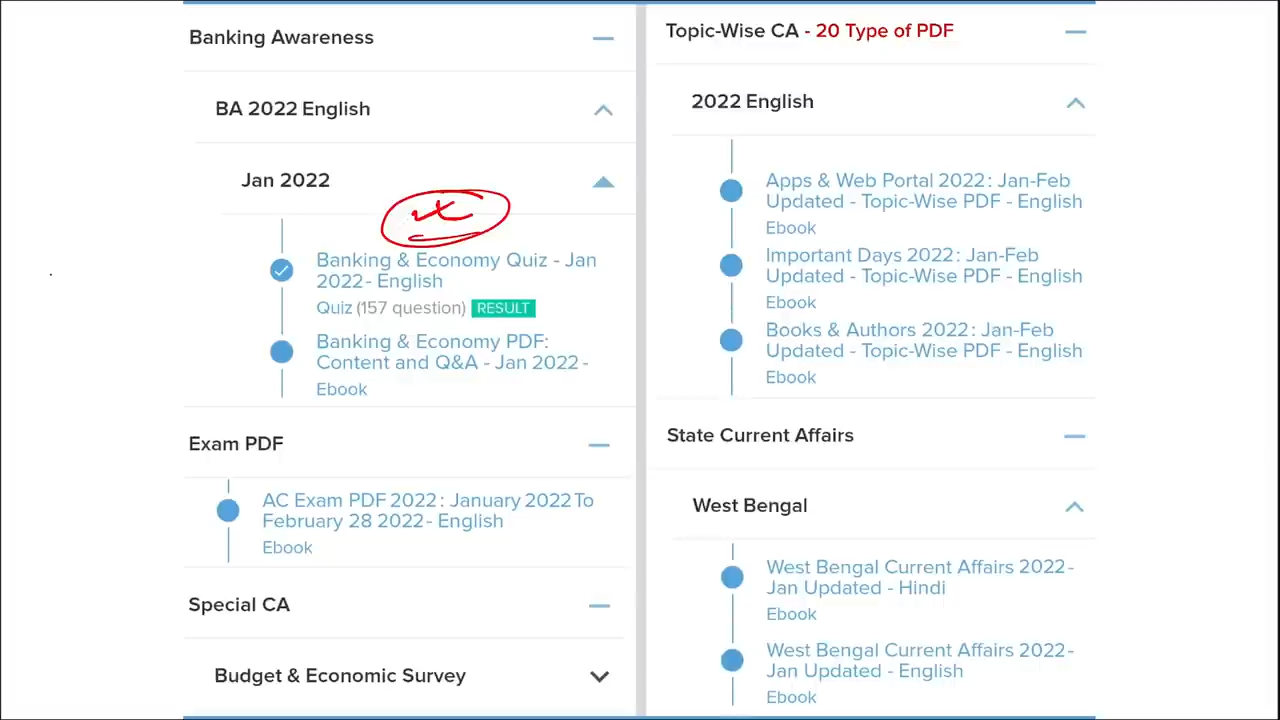 Banking Awareness
BA 2022 English
Jan 2022
Banking & Economy Quiz - Jan
2022- English
Quiz (157 question) RESULT
Banking & Economy PDF:
Content and Q&A - Jan 2022 -
Ebook
Exam PDF
AC Exam PDF 2022 : January 2022 To
February 28 2022- English
Ebook
Special CA
Budget & Economic Survey
Topic-Wise CA - 20 Type of PDF
2022 English
Apps & Web Portal 2022 : Jan-Feb
Updated - Topic-Wise PDF - English
Ebook
Important Days 2022 : Jan-Feb
Updated - Topic-Wise PDF - English
Ebook
Books & Authors 2022 : Jan-Feb
Updated - Topic-Wise PDF - English
Ebook
State Current Affairs
West Bengal
West Bengal Current Affairs 2022-
Jan Updated - Hindi
Ebook
West Bengal Current Affairs 2022-
Jan Updated - English
Ebook